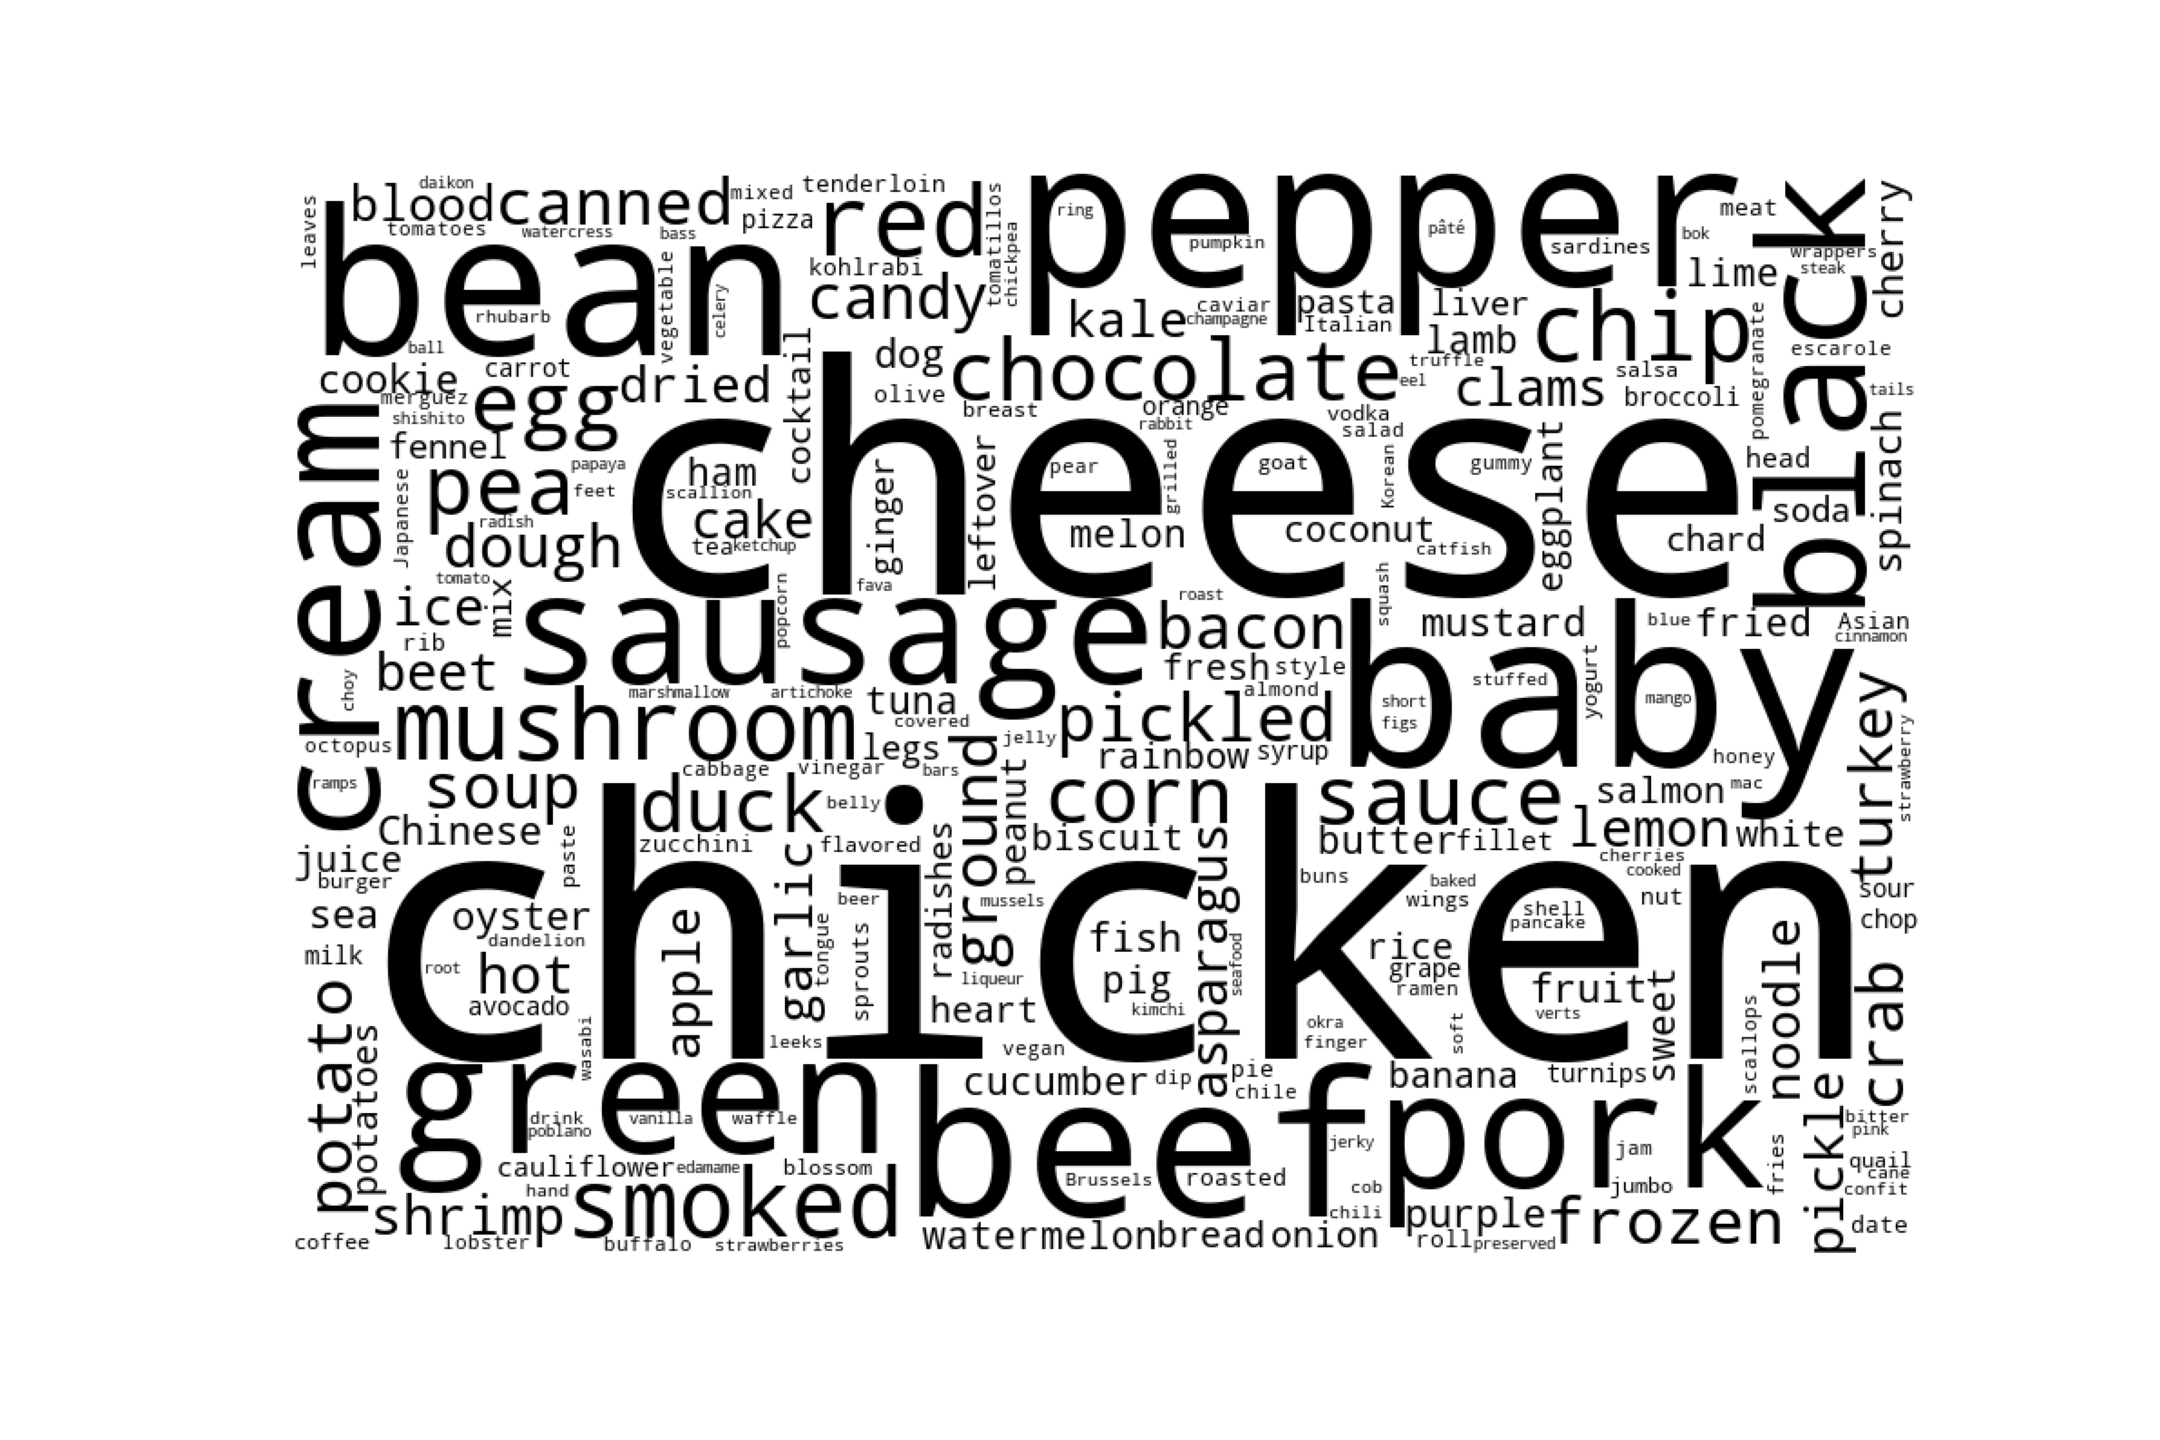 daikon
blood
canned
mixed
tenderloin
red
pepper
ring
pâté
meat
black
cherry
leaves
tomatoes
watercress
bass
pizza
tomatillos
chickpea
pumpkin
sardines
bok
wrappers
steak
bean
rhubarb
vegetable
celery
kohlrabi
candy
kale
caviar
champagne
pasta
Italian
liver
lamb
lime
chip
pomegranate
escarole
ball
cookie
carrot
merguez
shishito
egg
dried
cocktail
dog
olive
chocolate
breast
orange
rabbit
truffle
eel
vodka
salad
clams
salsa
broccoli
tails
spinach
cream
fennel
pea
papaya
feet
Japanese
radish
dough
cheese
ham
scallion
cake
tea
ketchup
ginger
fava
leftover
pear
melon
grilled
goat
coconut
Korean
gummy
catfish
eggplant
head
soda
chard
tomato
ice
mix
rib
sausage
popcorn
roast
bacon
squash
baby
mustard
blue
fried
Asian
cinnamon
beet
choy
fresh
style
almond
short
figs
stuffed
yogurt
mango
marshmallow
artichoke
tuna
covered
mushroom
legs
jelly
pickled
rainbow
syrup
honey
turkey
strawberry
octopus
ramps
soup
cabbage
vinegar
bars
duck
belly
ground
peanut
corn
sauce
salmon
mac
Chinese
juice
burger
paste
zucchini
flavored
garlic
radishes
biscuit
asparagus
butter
fillet
lemon
white
cherries
cooked
chicken
sea
milk
oyster
dandelion
root
hot
avocado
apple
tongue
beer
sprouts
mussels
liqueur
heart
fish
pig
kimchi
seafood
buns
baked
wings
rice
grape
ramen
shell
pancake
nut
fruit
verts
okra
finger
soft
sweet
scallops
noodle
sour
chop
crab
potato
potatoes
wasabi
leeks
vegan
green
drink
poblano
vanilla
waffle
beef
cucumber
dip
pie
chile
banana
turnips
pork
jerky
jam
pickle
bitter
pink
quail
cane
confit
cauliflower
edamame
blossom
hand
shrimp
smoked
Brussels
roasted
cob
chili
jumbo
fries
purple
frozen
date
coffee
lobster
buffalo
strawberries
watermelon
bread
onion
roll
preserved